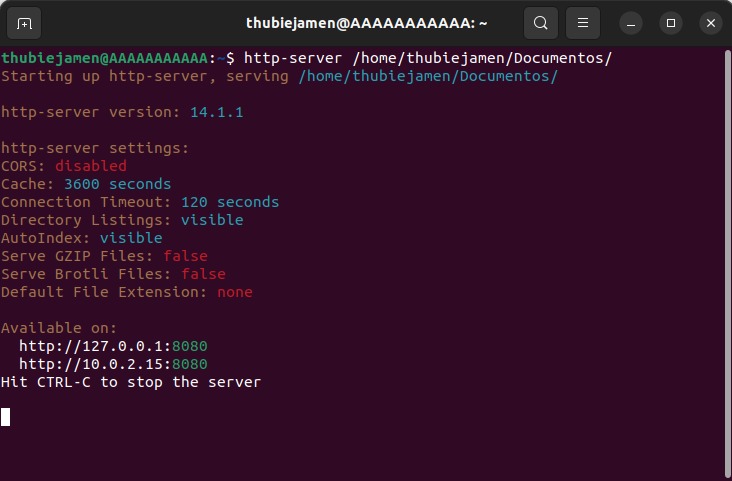 thubiejamen@AAAAAAAAAAA: ~
thubiejamen@AAAAAAAAAAA:~$ http-server /home/thubiejamen/Documentos/
Starting up http-server, serving /home/thubiejamen/Documentos/
http-server version: 14.1.1
http-server settings:
CORS: disabled
Cache: 3600 seconds
Connection Timeout: 120 seconds
Directory Listings: visible
AutoIndex: visible
Serve GZIP Files: false
Serve Brotli Files: false
Default File Extension: none
Available on:
http://127.0.0.1:8080
http://10.0.2.15:8080
Hit CTRL-C to stop the server